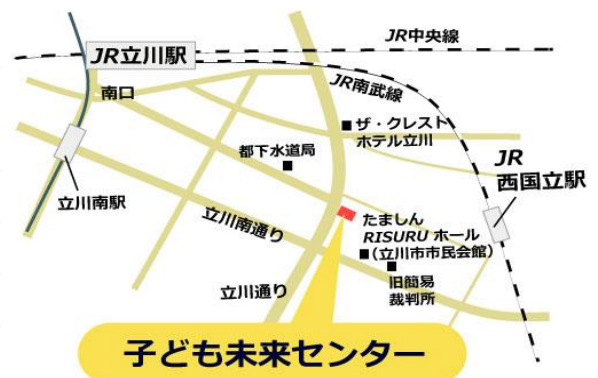 JR中央線
JR立川駅
JR南武線
南口
ザ・クレスト
ホテル立川
都下水道局
JR
西国立駅
立川南駅
立川南通り
たましん
RISURU ホール
(立川市市民会館)
旧簡易
裁判所
立川通り
子ども未来センター